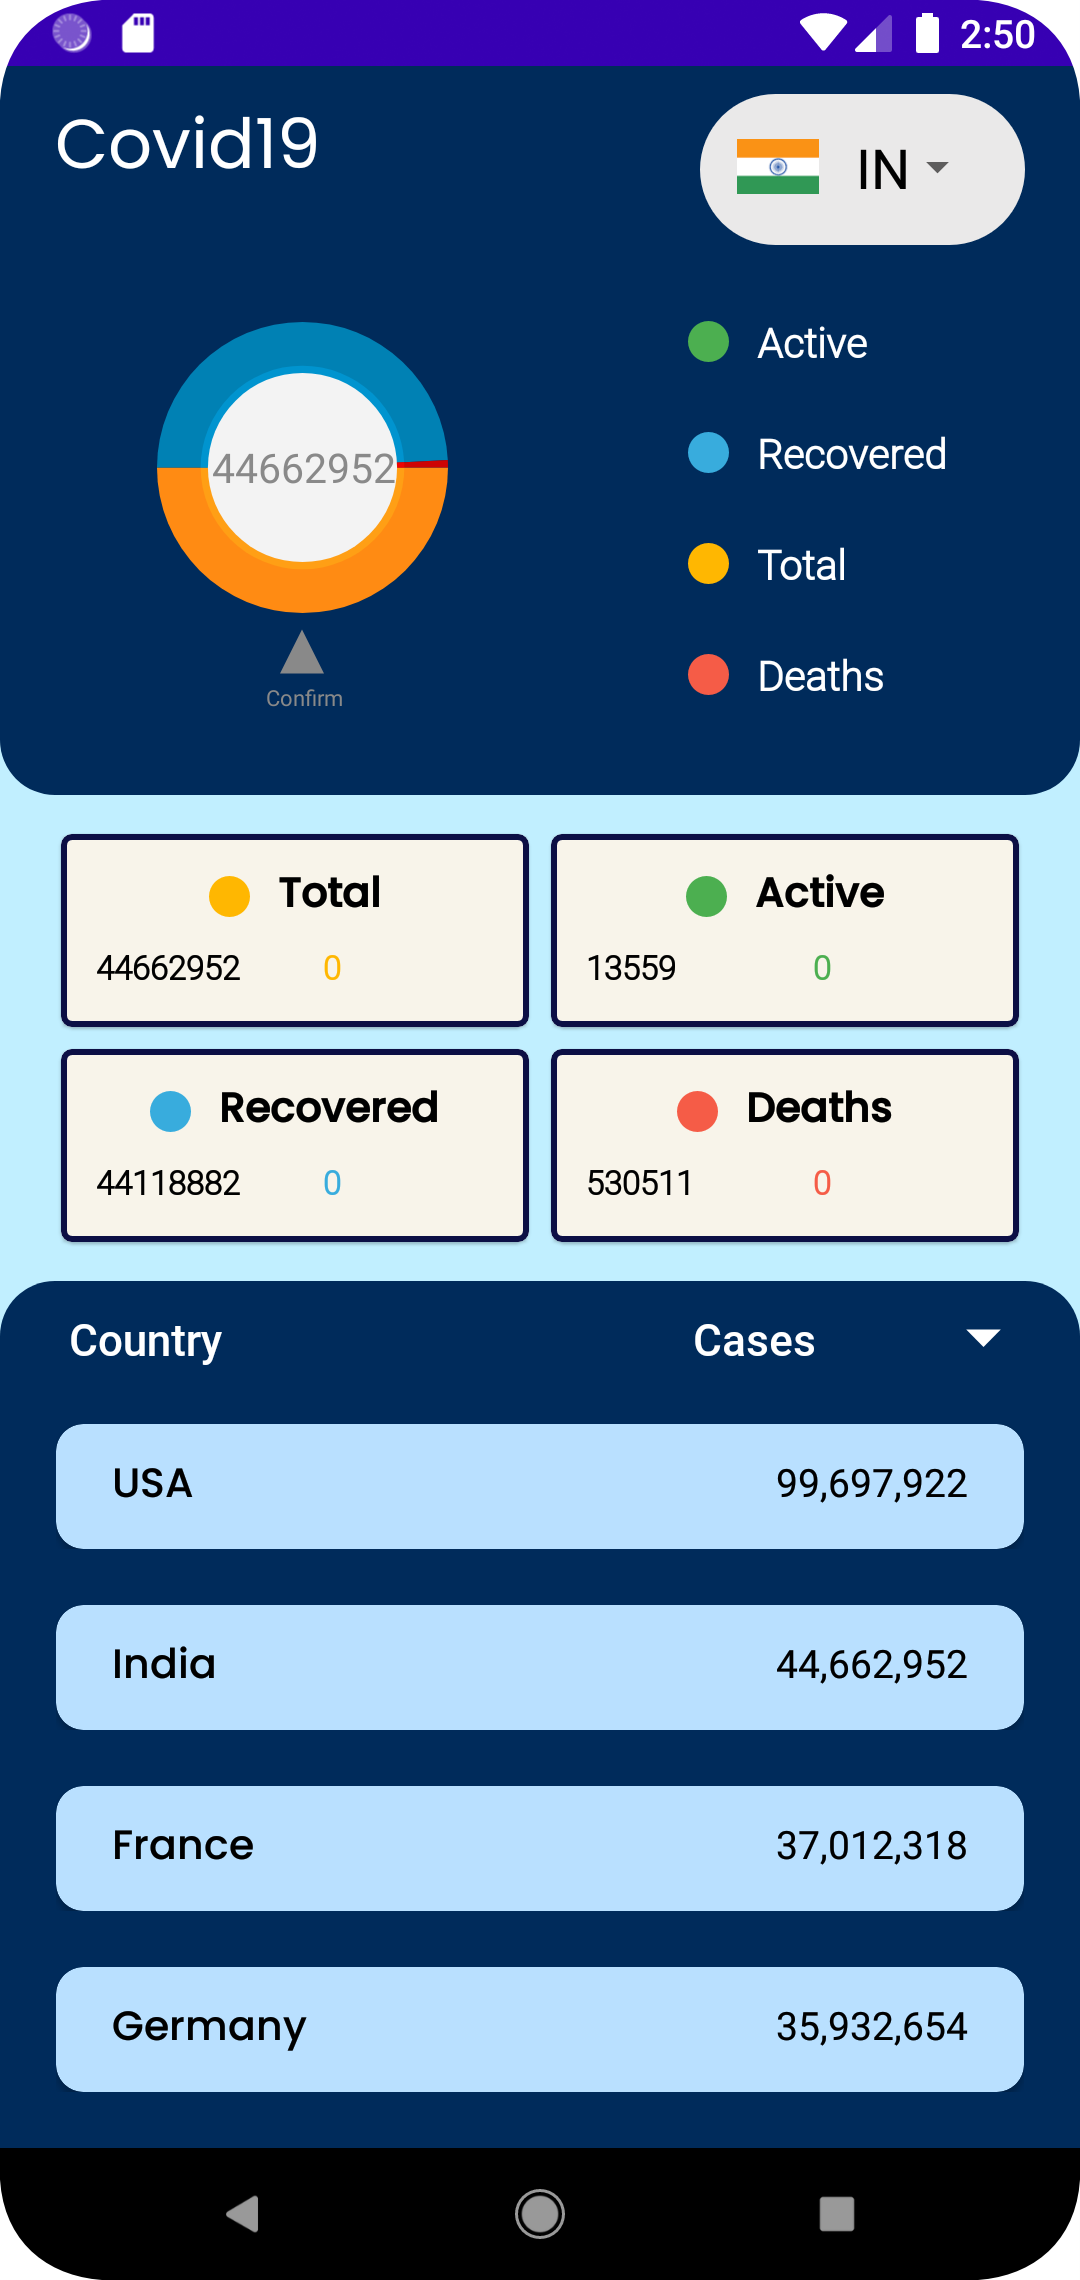 2:50
Covid19
IN
Active
Recovered
Total
Deaths
44662952
Confirm
Total
44662952 0
Active
13559 0
Recovered
44118882 0
Deaths
530511 0
Country Cases
USA 99,697,922
India 44,662,952
France 37,012,318
Germany 35,932,654